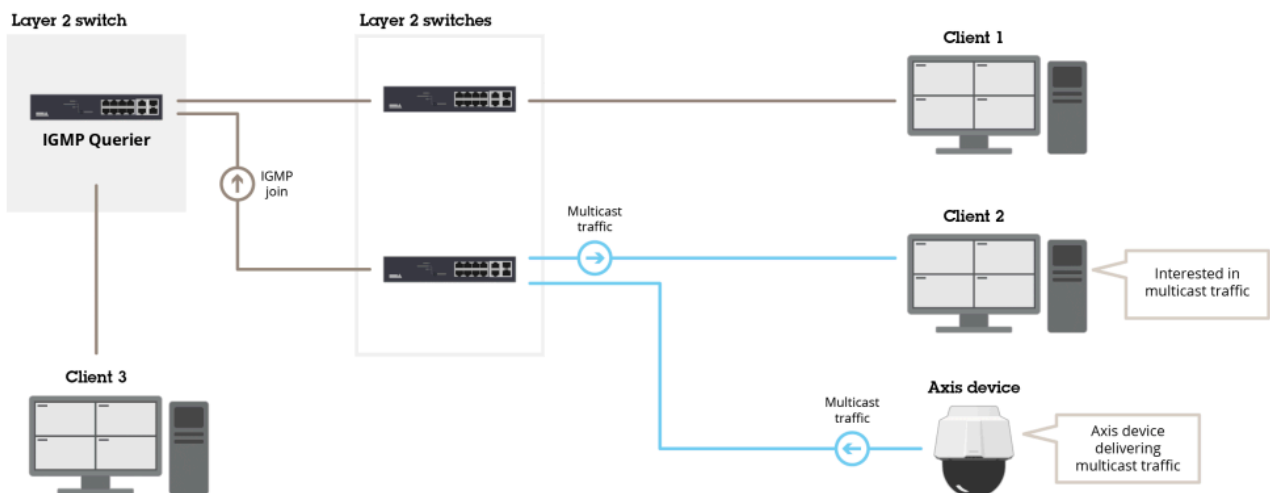 Layer 2 switch
Layer 2 switches
Client 1
IGMP Querier
IGMP
join
Multicast
traffic
Client 2
Interested in
multicast traffic
Client 3
Multicast
traffic
Axis device
Axis device
delivering
multicast traffic